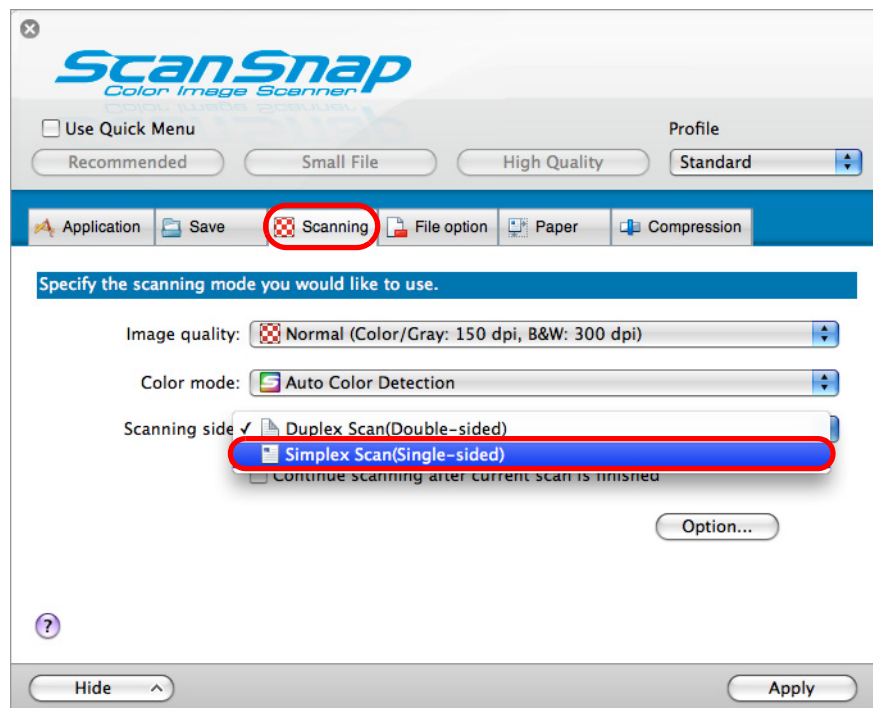 ScanSnap
Color Image Scanner
Use Quick Menu
Profile
Recommended Small File High Quality Standard
Application Save Scanning File option Paper Compression
Specify the scanning mode you would like to use.
Image quality: Normal (Color/Gray: 150 dpi, B&W: 300 dpi)
Color mode: Auto Color Detection
Scanning side ✓ Duplex Scan(Double-sided)
Simplex Scan(Single-sided)
Continue scanning after current scan is finished
Option...
?
Hide Apply